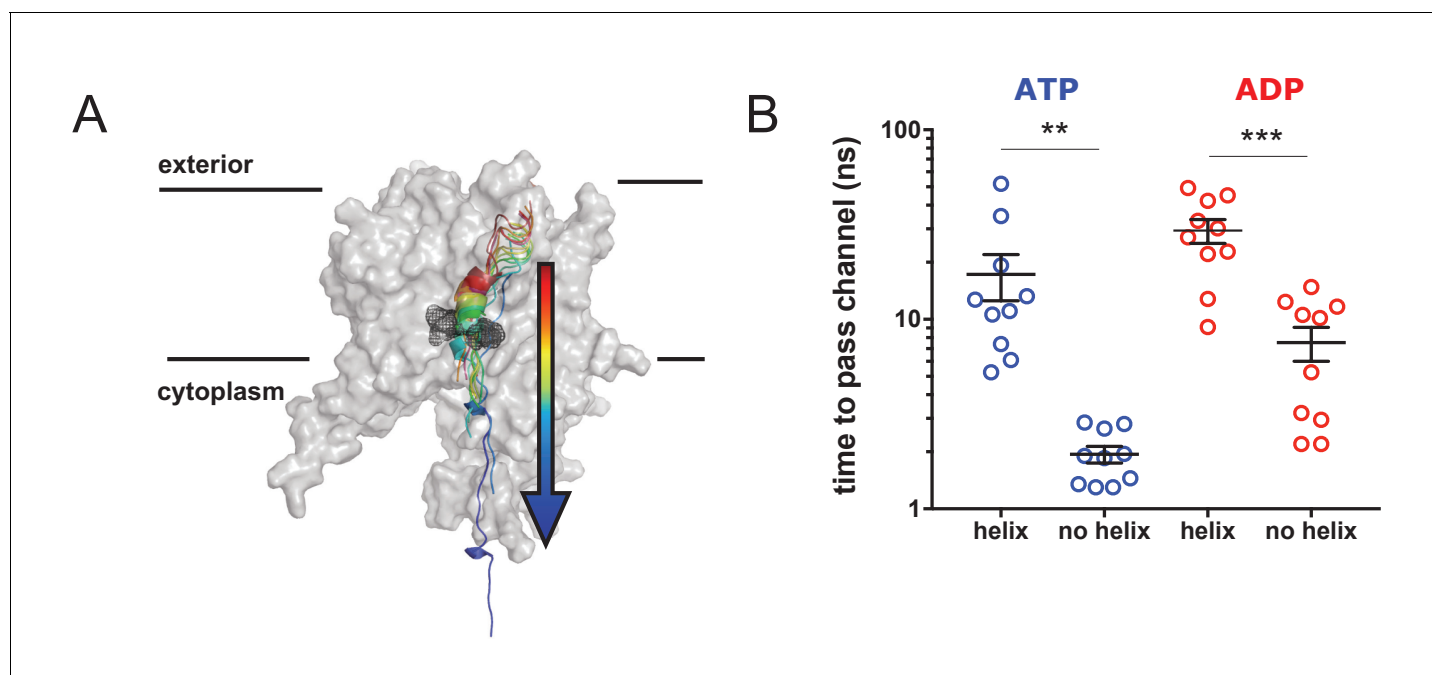 A
exterior
cytoplasm
B
ATP
ADP
**
***
time to pass channel (ns)
100
10
1
helix
no helix
helix
no helix